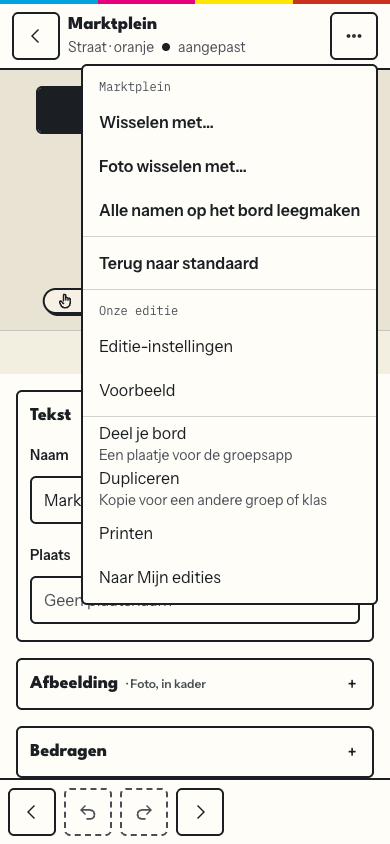 Marktplein
Straat · oranje ● aangepast
Marktplein
Wisselen met...
Foto wisselen met...
Alle namen op het bord leegmaken
Terug naar standaard
Onze editie
Editie-instellingen
Voorbeeld
Deel je bord
Een plaatje voor de groepsapp
Dupliceren
Kopie voor een andere groep of klas
Printen
Naar Mijn edities
Tekst
Naam
Mark
Plaats
Geen
Afbeelding · Foto, in kader +
Bedragen +